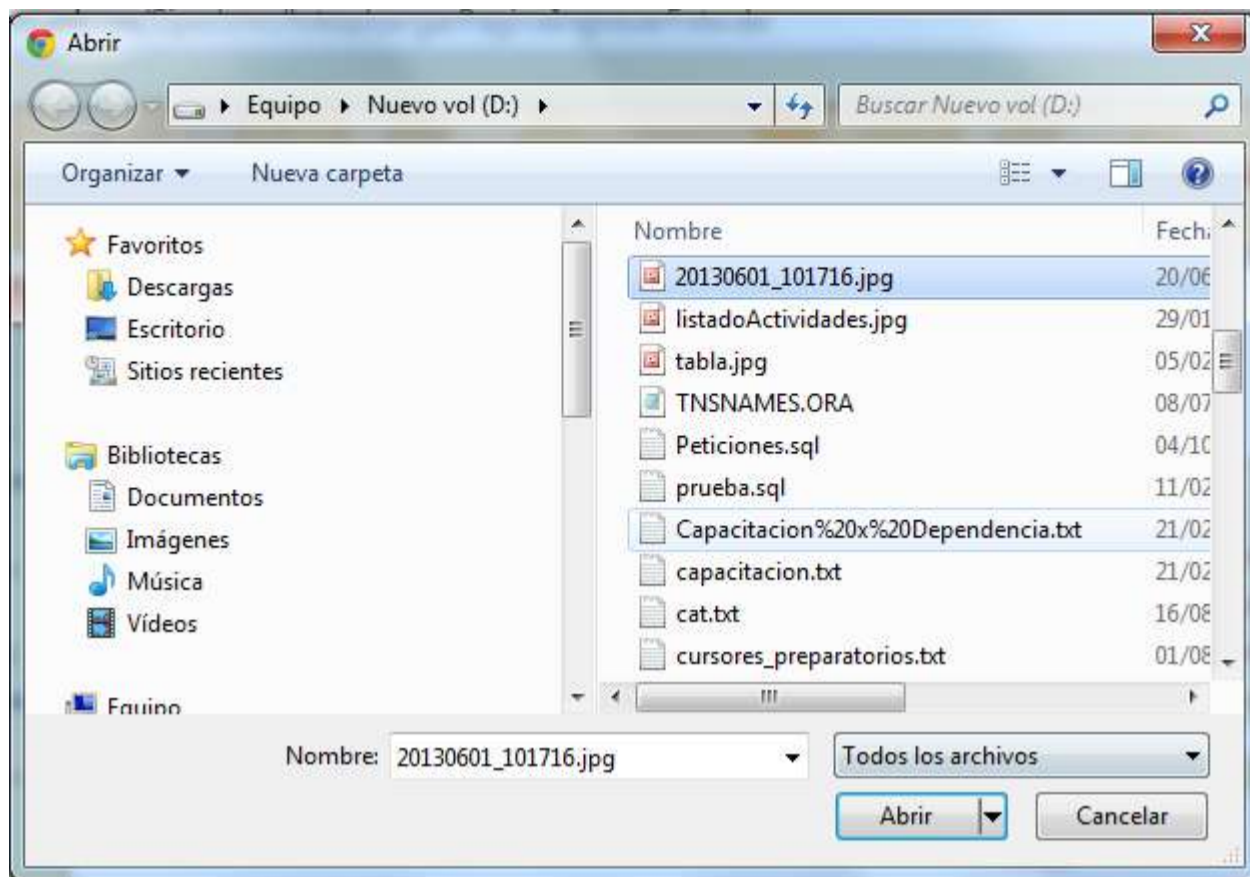 Abrir
Equipo Nuevo vol (D:)
Buscar Nuevo vol (D:)
Organizar
Nueva carpeta
Favoritos
Descargas
Escritorio
Sitios recientes
Bibliotecas
Documentos
Imágenes
Música
Vídeos
Equipo
Nombre
Fecha
20130601_101716.jpg 20/06
listadoActividades.jpg 29/01
tabla.jpg 05/02
TNSNAMES.ORA 08/07
Peticiones.sql 04/10
prueba.sql 11/02
Capacitacion%20x%20Dependencia.txt 21/02
capacitacion.txt 21/02
cat.txt 16/08
cursores_preparatorios.txt 01/08
Nombre: 20130601_101716.jpg
Todos los archivos
Abrir
Cancelar